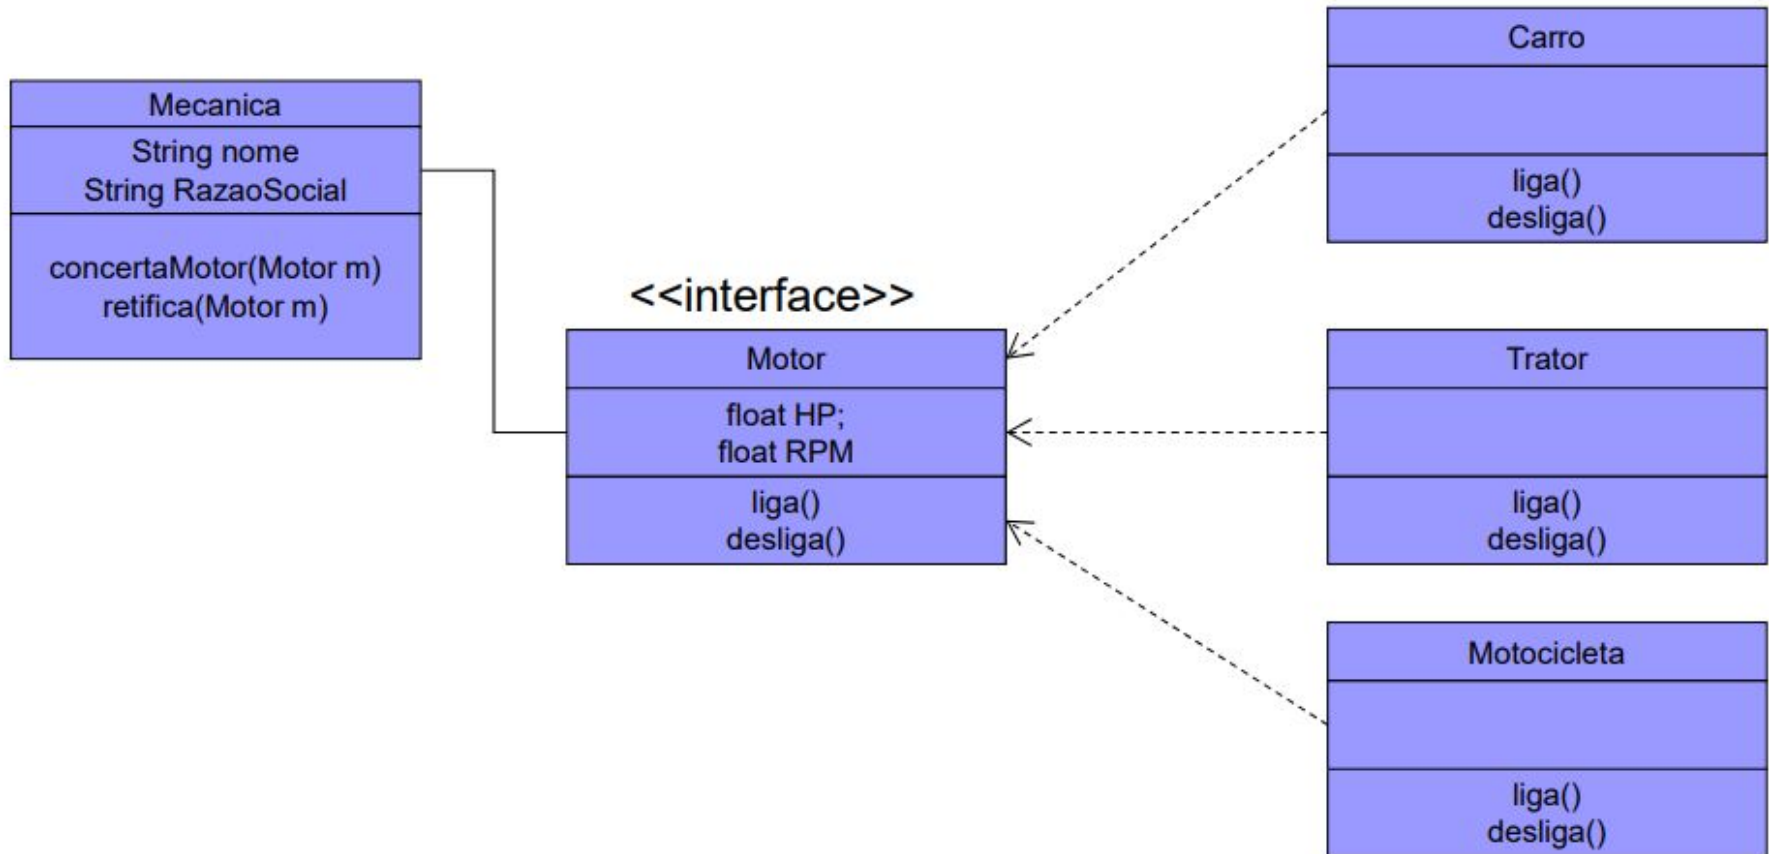 Mecanica
String nome
String RazaoSocial
concertaMotor(Motor m)
retifica(Motor m)
<<interface>>
Motor
float HP;
float RPM
liga()
desliga()
Carro
liga()
desliga()
Trator
liga()
desliga()
Motocicleta
liga()
desliga()